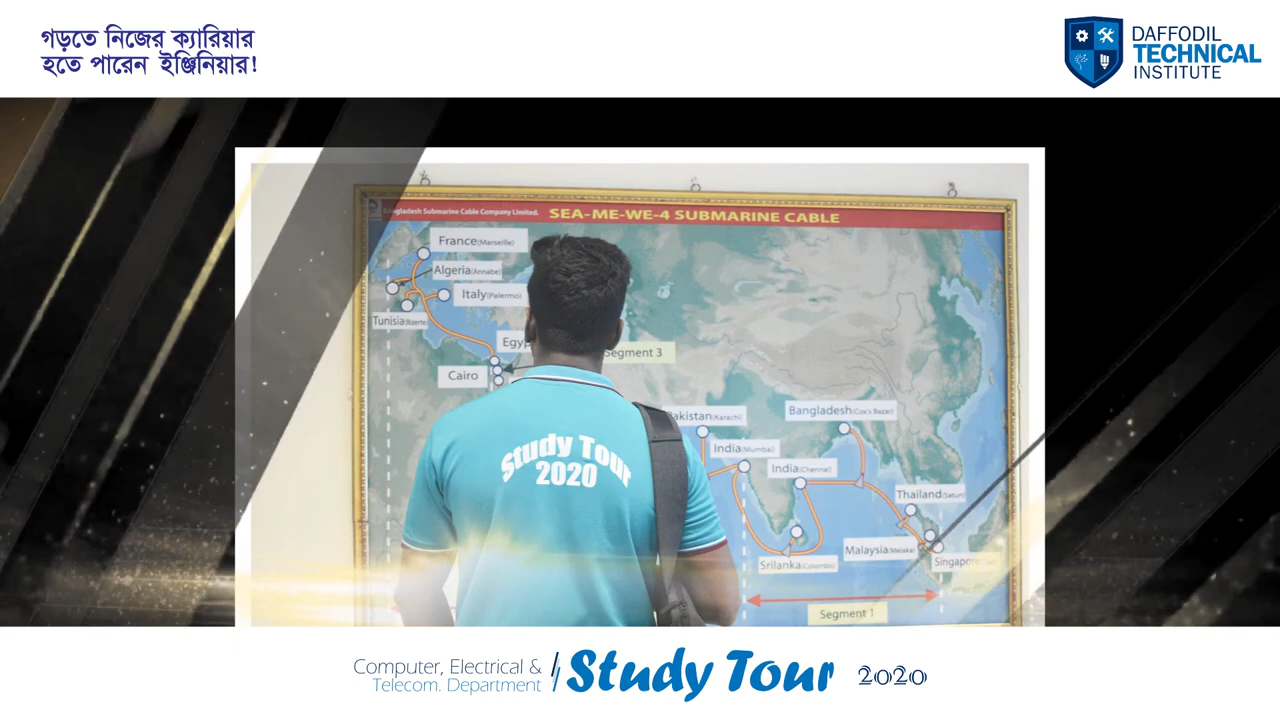 গড়তে নিজের ক্যারিয়ার
হতে পারেন ইঞ্জিনিয়ার!
DAFFODIL
TECHNICAL
INSTITUTE
Bangladesh Submarine Cable Company Limited. SEA-ME-WE-4 SUBMARINE CABLE
France(Marseille)
Algeria(Annabe)
Italy(Palermo)
Tunisia(Bizerte)
Segment 3
Cairo
Pakistan(Karachi)
Bangladesh(Cox's Bazar)
India(Mumbai)
India(Chennai)
Thailand(Satun)
Malaysia(Melaka)
Srilanka(Colombo)
Singapore
Segment 1
Study Tour
2020
Computer, Electrical &
Telecom. Department
Study Tour 2020